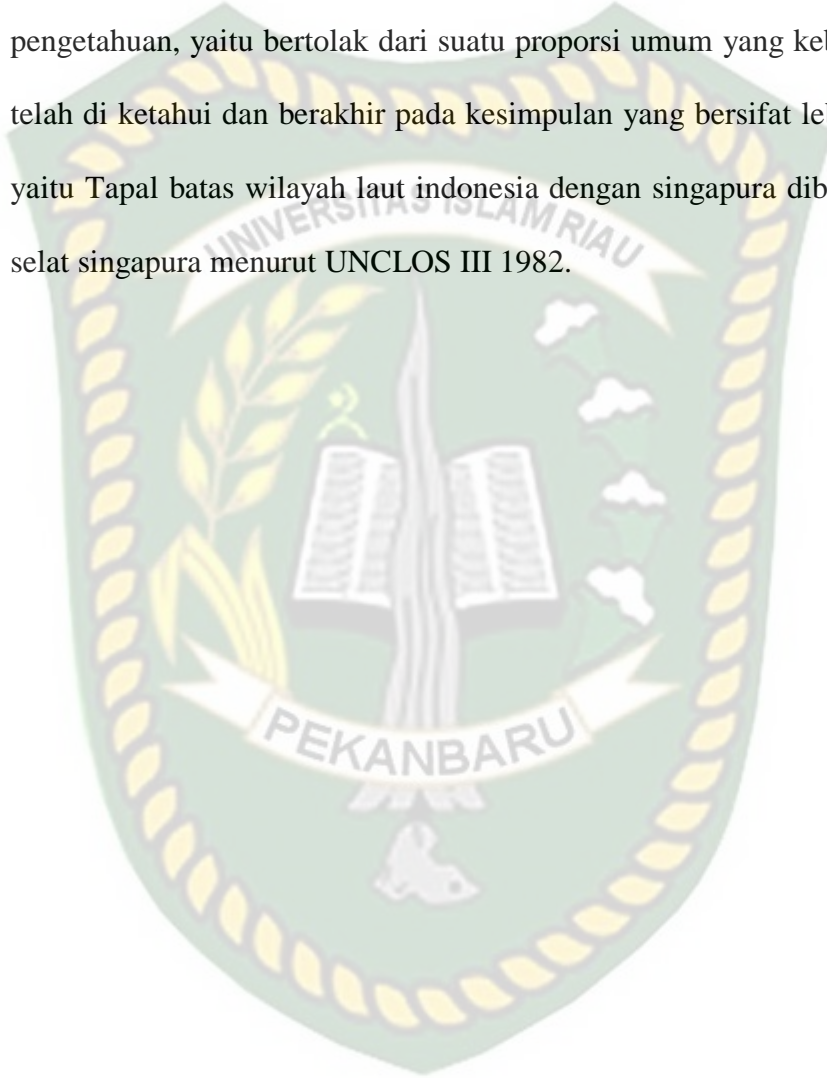 pengetahuan, yaitu bertolak dari suatu proporsi umum yang
telah di ketahui dan berakhir pada kesimpulan yang bersifat
yaitu Tapal batas wilayah laut indonesia dengan singapura
selat singapura menurut UNCLOS III 1982.
UNIVERSITAS ISLAM RIAU
PEKANBARU